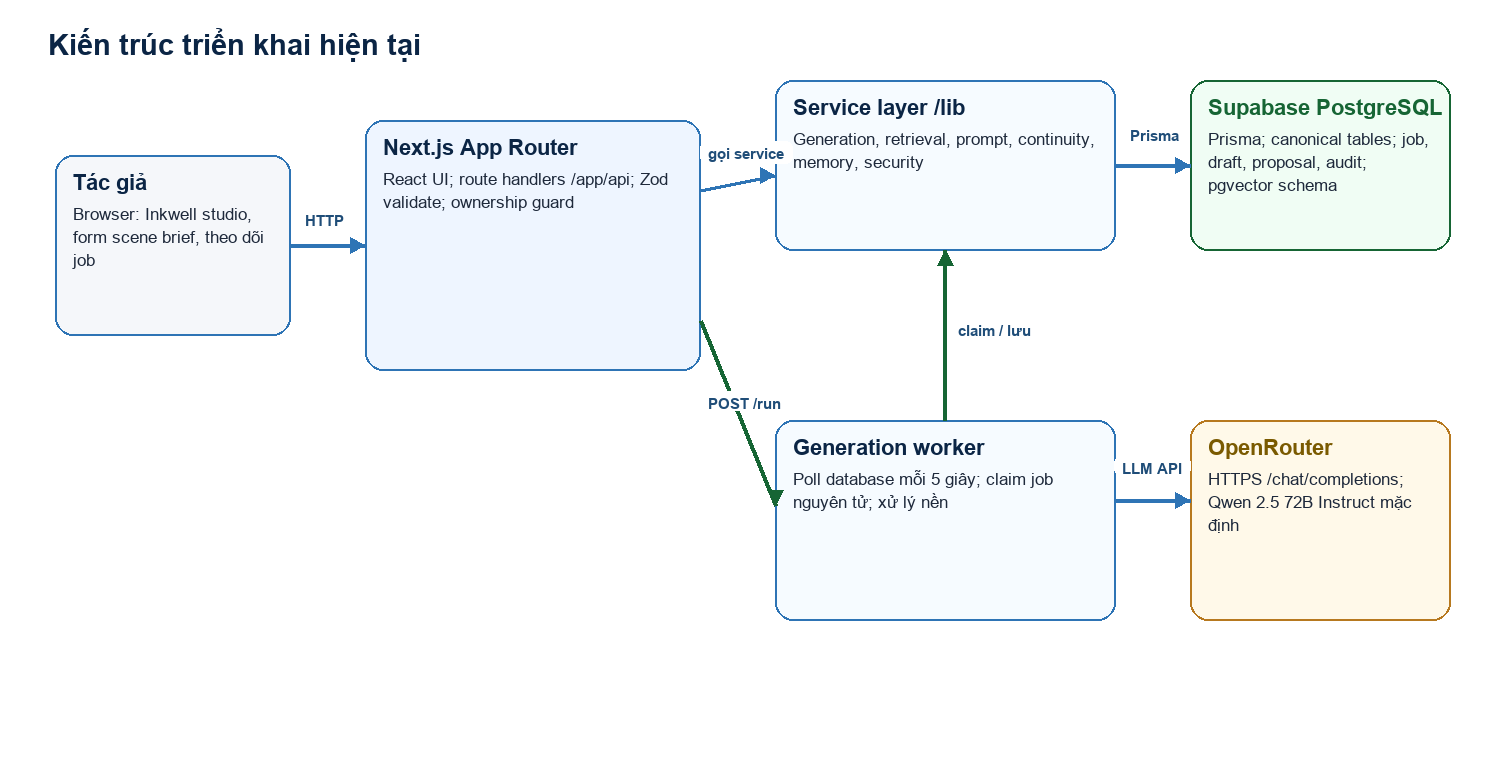 Kiến trúc triển khai hiện tại
Tác giả
Browser: Inkwell studio,
form scene brief, theo dõi
job
HTTP
Next.js App Router
React UI; route handlers /app/api; Zod
validate; ownership guard
gọi service
Service layer /lib
Generation, retrieval, prompt, continuity,
memory, security
Prisma
Supabase PostgreSQL
Prisma; canonical tables; job,
draft, proposal, audit;
pgvector schema
claim / lưu
POST /run
Generation worker
Poll database mỗi 5 giây; claim job
nguyên tử; xử lý nền
LLM API
OpenRouter
HTTPS /chat/completions;
Qwen 2.5 72B Instruct mặc
định